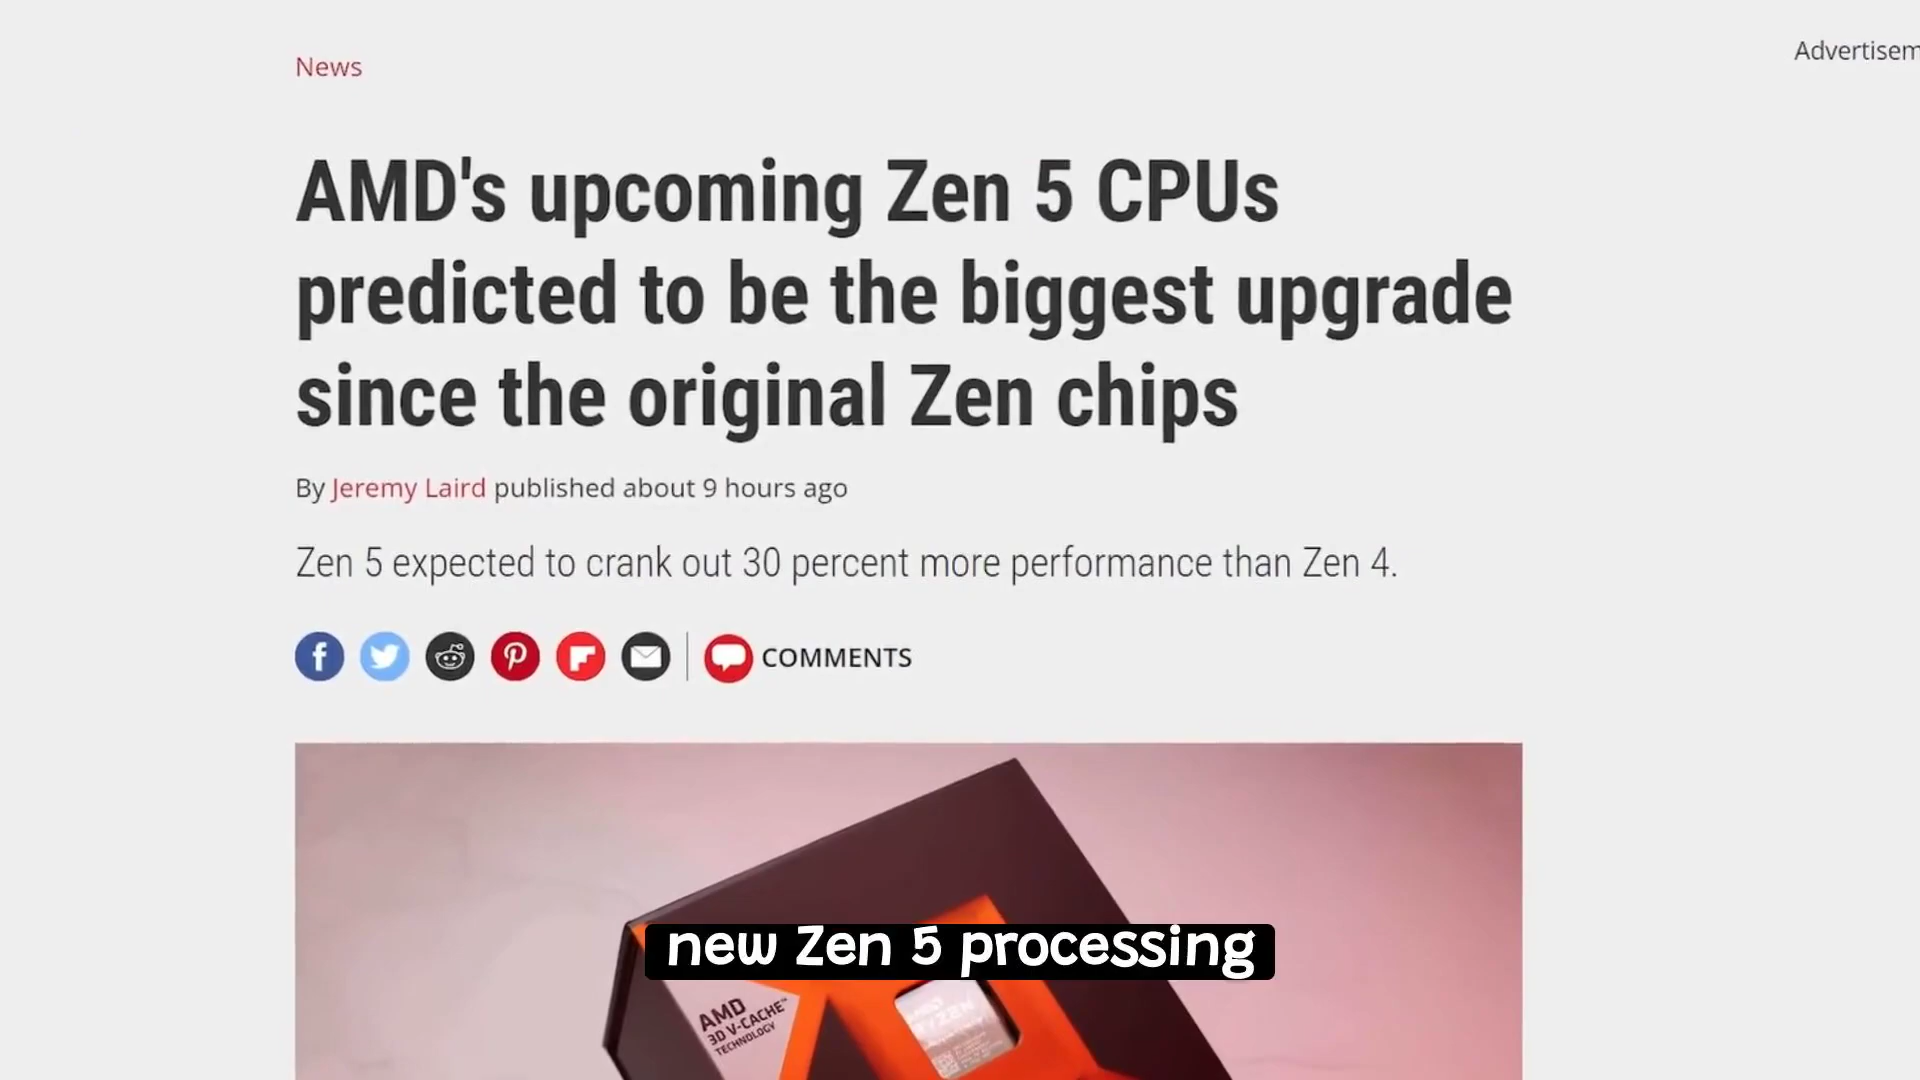 News
Advertisem
AMD's upcoming Zen 5 CPUs
predicted to be the biggest upgrade
since the original Zen chips
By Jeremy Laird published about 9 hours ago
Zen 5 expected to crank out 30 percent more performance than Zen 4.
COMMENTS
new Zen 5 processing
AMD
3D V-CACHE™
TECHNOLOGY
RYZEN